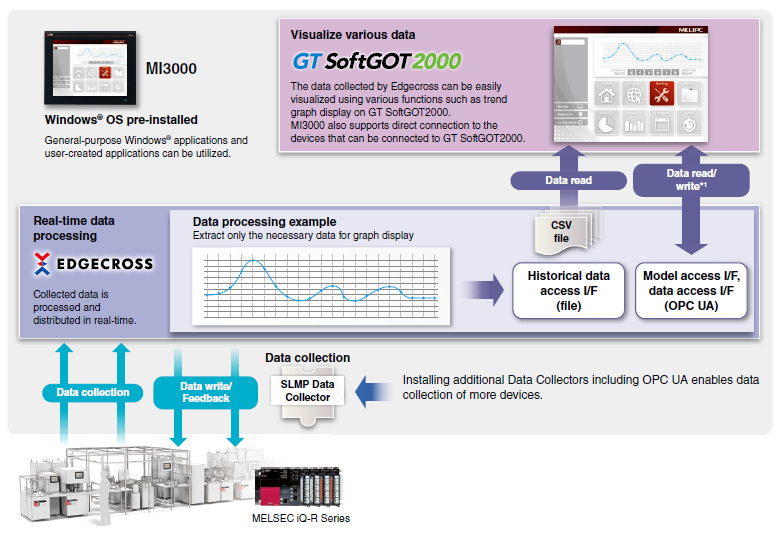 MI3000
Windows® OS pre-installed
General-purpose Windows® applications and
user-created applications can be utilized.
Visualize various data
GT SoftGOT2000
The data collected by Edgecross can be easily
visualized using various functions such as trend
graph display on GT SoftGOT2000.
MI3000 also supports direct connection to the
devices that can be connected to GT SoftGOT2000.
MELIPC
Data read
Data read/
write*1
Real-time data
processing
EDGECROSS
Collected data is
processed and
distributed in real-time.
Data processing example
Extract only the necessary data for graph display
CSV
file
Historical data
access I/F
(file)
Model access I/F,
data access I/F
(OPC UA)
Data collection
Data write/
Feedback
Data collection
SLMP Data
Collector
Installing additional Data Collectors including OPC UA enables data
collection of more devices.
MELSEC iQ-R Series